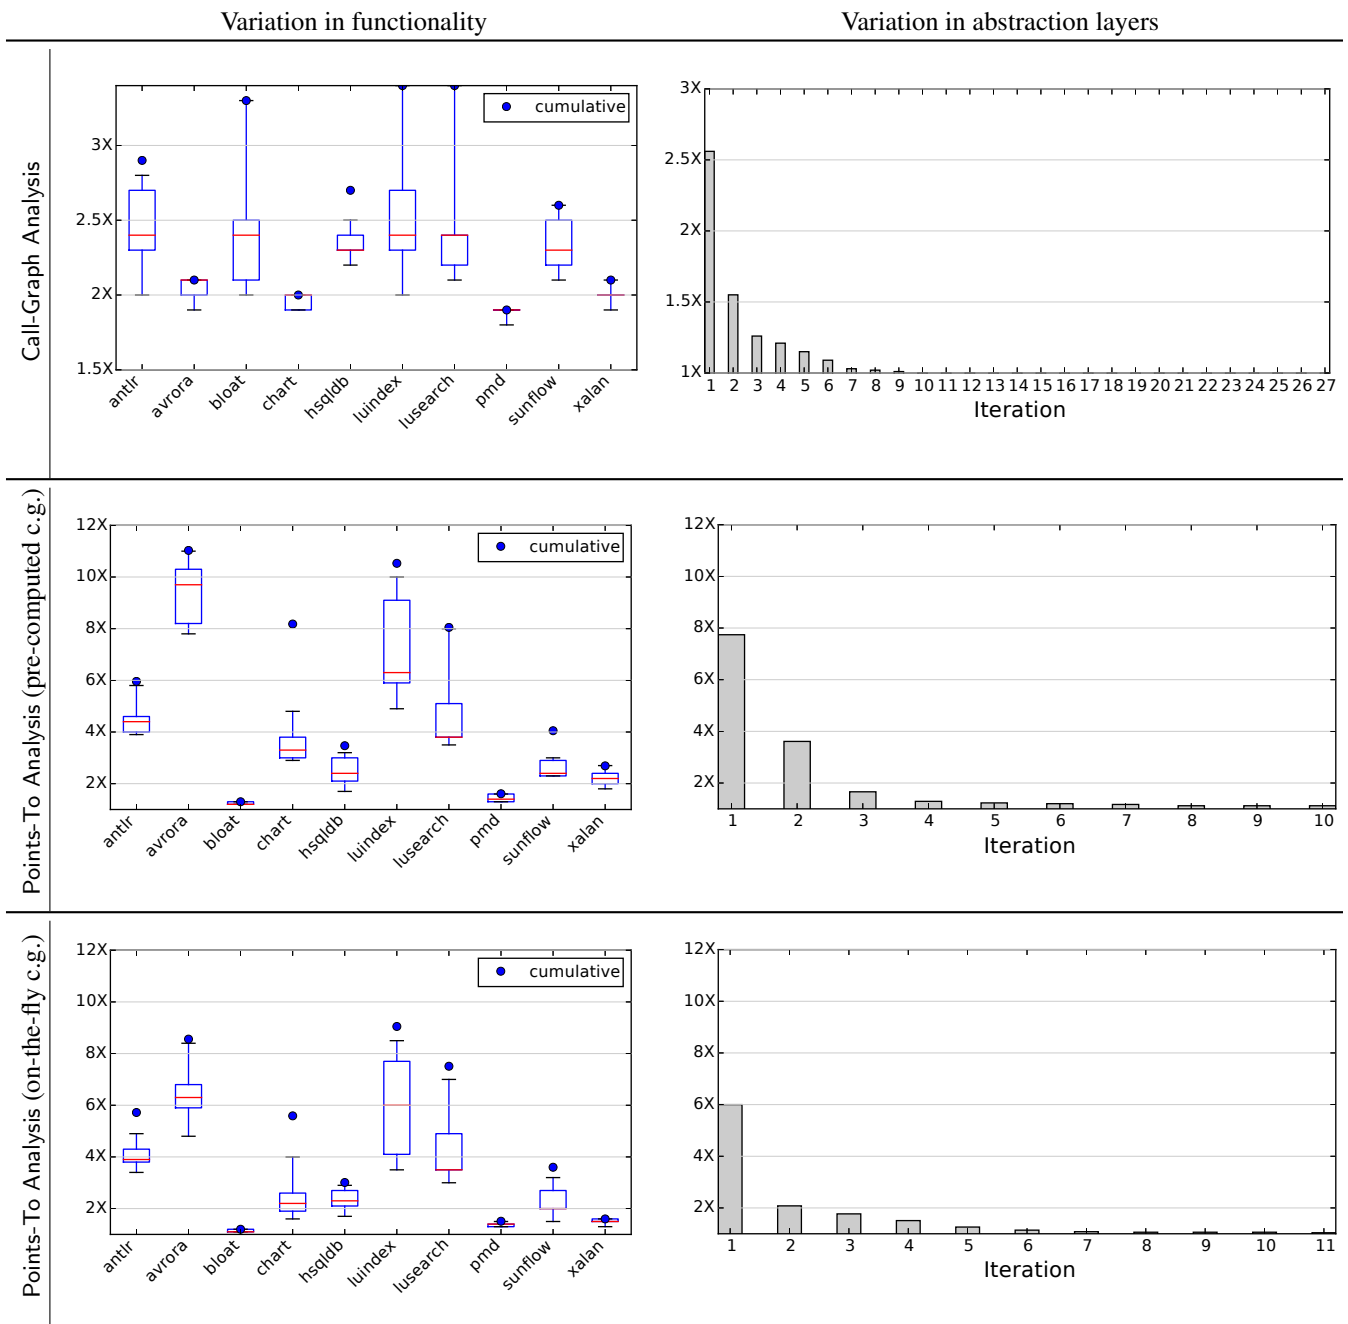 Variation in functionality
Variation in abstraction layers
Call-Graph Analysis
3X
2.5X
2X
1.5X
cumulative
antlr
avrora
bloat
chart
hsqldb
luindex
lusearch
pmd
sunflow
xalan
3X
2.5X
2X
1.5X
1X
1 2 3 4 5 6 7 8 9 10 11 12 13 14 15 16 17 18 19 20 21 22 23 24 25 26 27
Iteration
Points-To Analysis (pre-computed c.g.)
12X
10X
8X
6X
4X
2X
cumulative
antlr
avrora
bloat
chart
hsqldb
luindex
lusearch
pmd
sunflow
xalan
12X
10X
8X
6X
4X
2X
1 2 3 4 5 6 7 8 9 10
Iteration
Points-To Analysis (on-the-fly c.g.)
12X
10X
8X
6X
4X
2X
cumulative
antlr
avrora
bloat
chart
hsqldb
luindex
lusearch
pmd
sunflow
xalan
12X
10X
8X
6X
4X
2X
1 2 3 4 5 6 7 8 9 10 11
Iteration